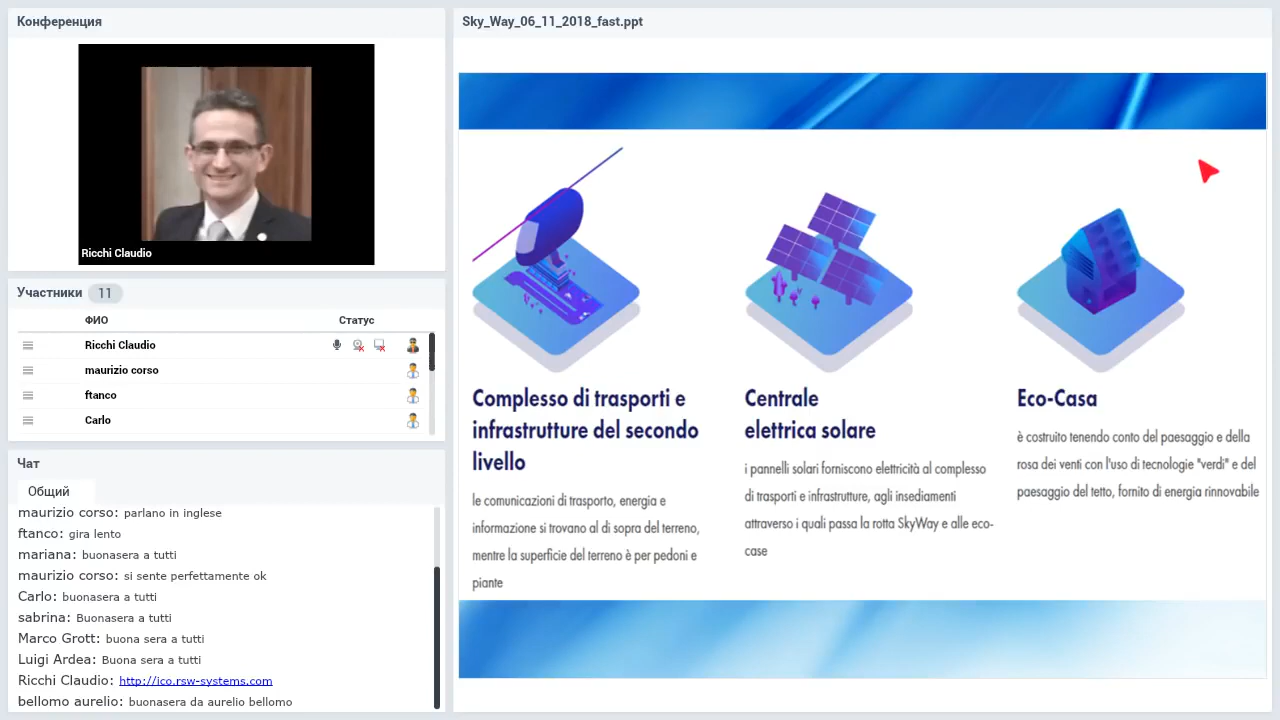 Конференция
Ricchi Claudio
Участники 11
ФИО Статус
Ricchi Claudio
maurizio corso
ftanco
Carlo
Чат
Общий
maurizio corso: parlano in inglese
ftanco: gira lento
mariana: buonasera a tutti
maurizio corso: si sente perfettamente ok
Carlo: buonasera a tutti
sabrina: Buonasera a tutti
Marco Grott: buona sera a tutti
Luigi Ardea: Buona sera a tutti
Ricchi Claudio: http://ico.rsw-systems.com
bellomo aurelio: buonasera da aurelio bellomo
Sky_Way_06_11_2018_fast.ppt
Complesso di trasporti e
infrastrutture del secondo
livello
le comunicazioni di trasporto, energia e
informazione si trovano al di sopra del terreno,
mentre la superficie del terreno è per pedoni e
piante
Centrale
elettrica solare
i pannelli solari forniscono elettricità al complesso
di trasporti e infrastrutture, agli insediamenti
attraverso i quali passa la rotta SkyWay e alle eco-
case
Eco-Casa
è costruito tenendo conto del paesaggio e della
rosa dei venti con l'uso di tecnologie "verdi" e del
paesaggio del tetto, fornito di energia rinnovabile